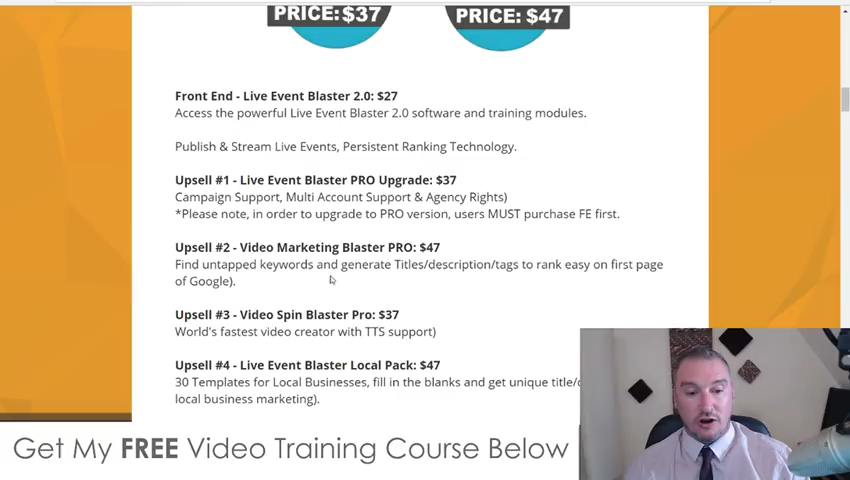 PRICE: $37
PRICE: $47
Front End - Live Event Blaster 2.0: $27
Access the powerful Live Event Blaster 2.0 software and training modules.
Publish & Stream Live Events, Persistent Ranking Technology.
Upsell #1 - Live Event Blaster PRO Upgrade: $37
Campaign Support, Multi Account Support & Agency Rights)
*Please note, in order to upgrade to PRO version, users MUST purchase FE first.
Upsell #2 - Video Marketing Blaster PRO: $47
Find untapped keywords and generate Titles/description/tags to rank easy on first page
of Google).
Upsell #3 - Video Spin Blaster Pro: $37
World's fastest video creator with TTS support)
Upsell #4 - Live Event Blaster Local Pack: $47
30 Templates for Local Businesses, fill in the blanks and get unique
local business marketing).
Get My FREE Video Training Course Below